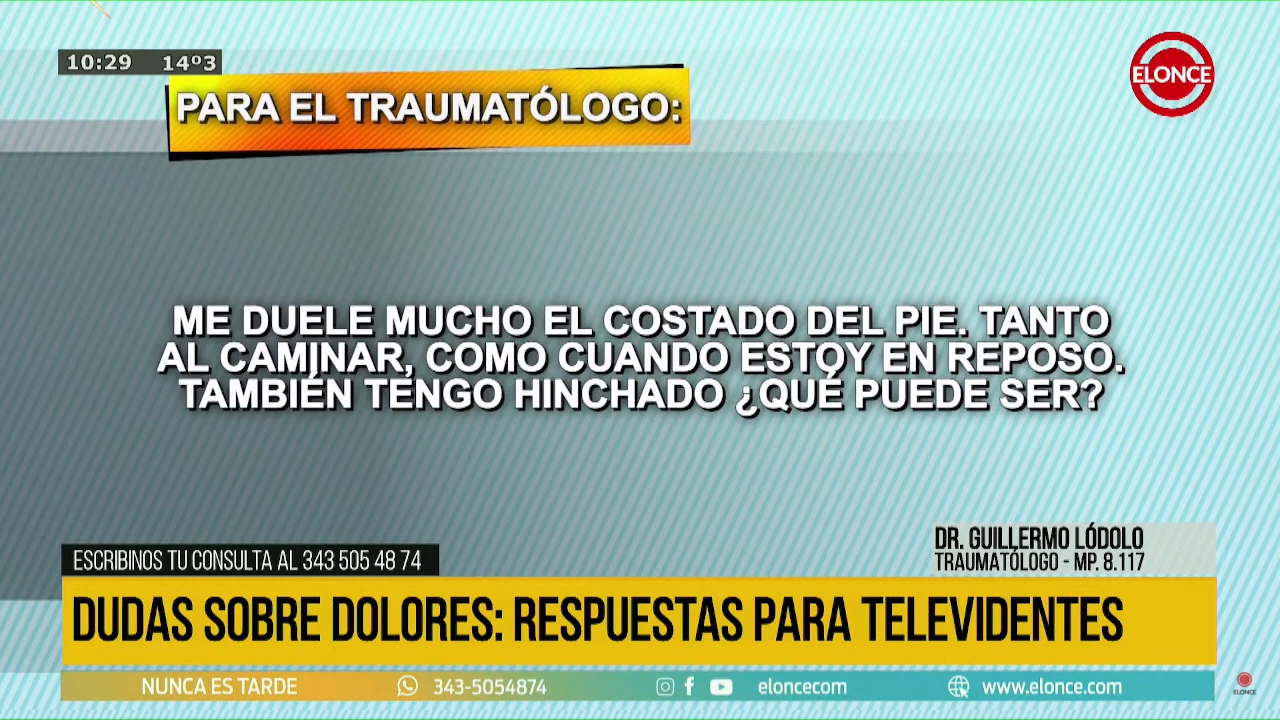 10:29 14º3
ELONCE
PARA EL TRAUMATÓLOGO:
ME DUELE MUCHO EL COSTADO DEL PIE. TANTO
AL CAMINAR, COMO CUANDO ESTOY EN REPOSO.
TAMBIÉN TENGO HINCHADO ¿QUÉ PUEDE SER?
DR. GUILLERMO LÓDOLO
TRAUMATÓLOGO - MP. 8.117
ESCRIBINOS TU CONSULTA AL 343 505 48 74
DUDAS SOBRE DOLORES: RESPUESTAS PARA TELEVIDENTES
NUNCA ES TARDE 343-5054874 eloncecom www.elonce.com
ELONCE